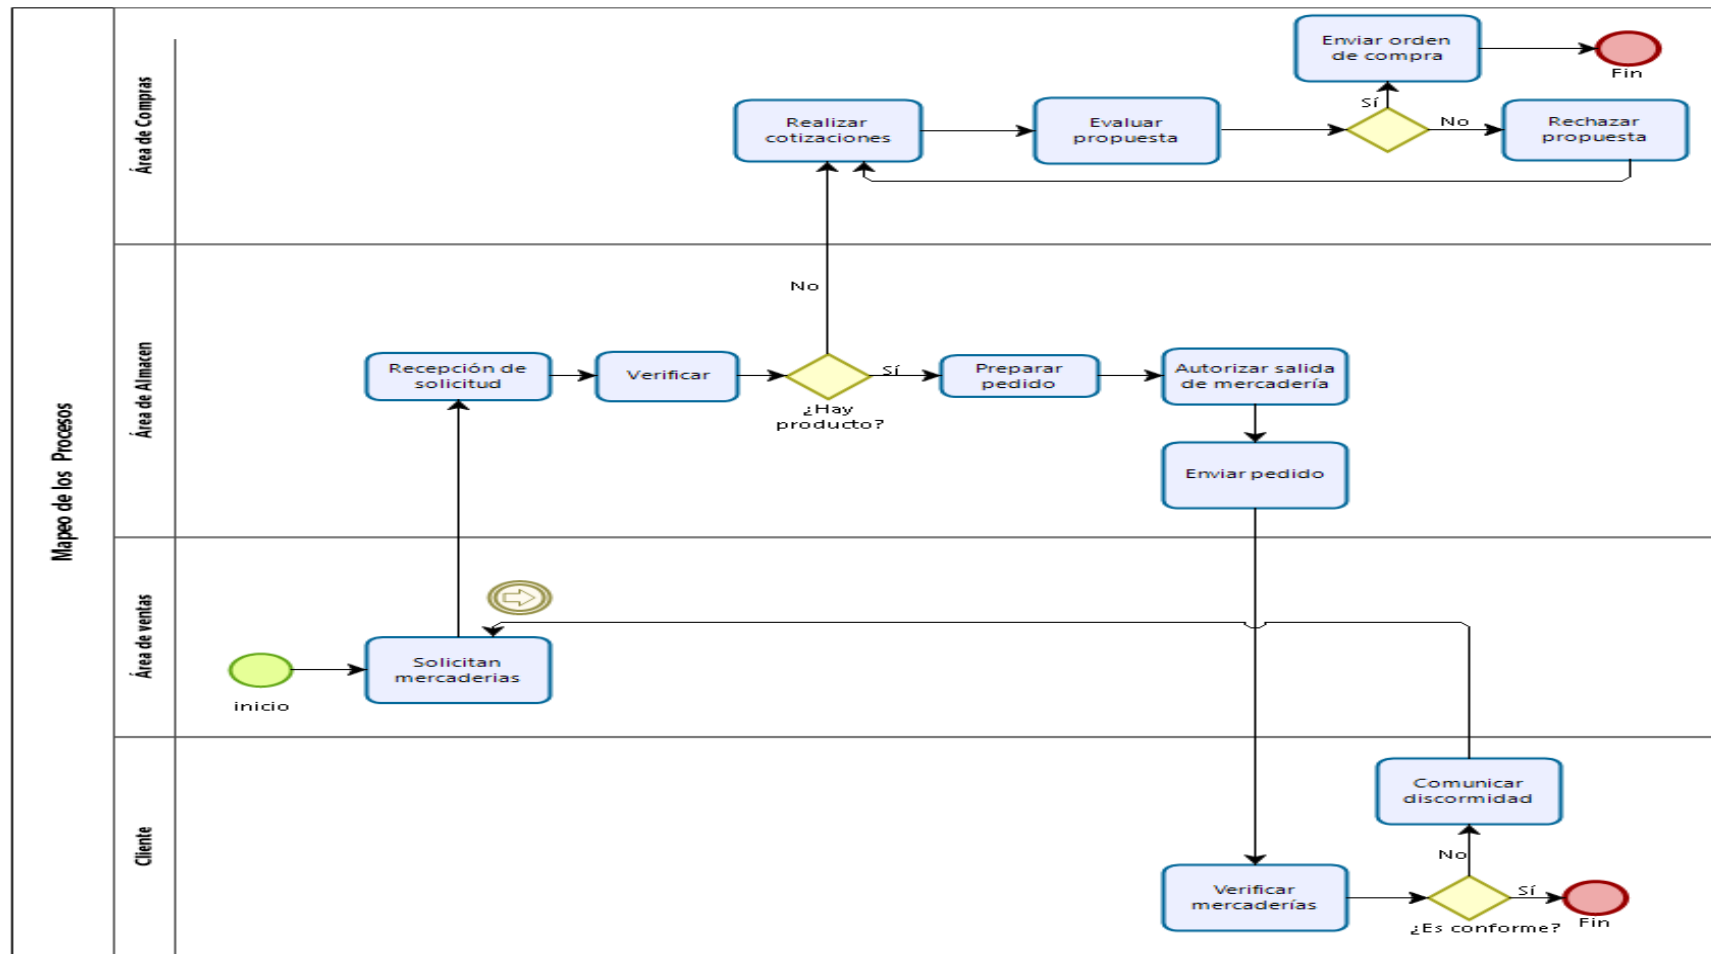 Mapeo de los Procesos
Área de Compras
Enviar orden
de compra
Fin
Sí
Realizar
cotizaciones
Evaluar
propuesta
No
Rechazar
propuesta
Área de Almacen
No
Recepción de
solicitud
Verificar
¿Hay
producto?
Sí
Preparar
pedido
Autorizar salida
de mercadería
Enviar pedido
Área de ventas
inicio
Solicitan
mercaderias
Cliente
Comunicar
discormidad
No
Verificar
mercaderías
¿Es conforme?
Sí
Fin